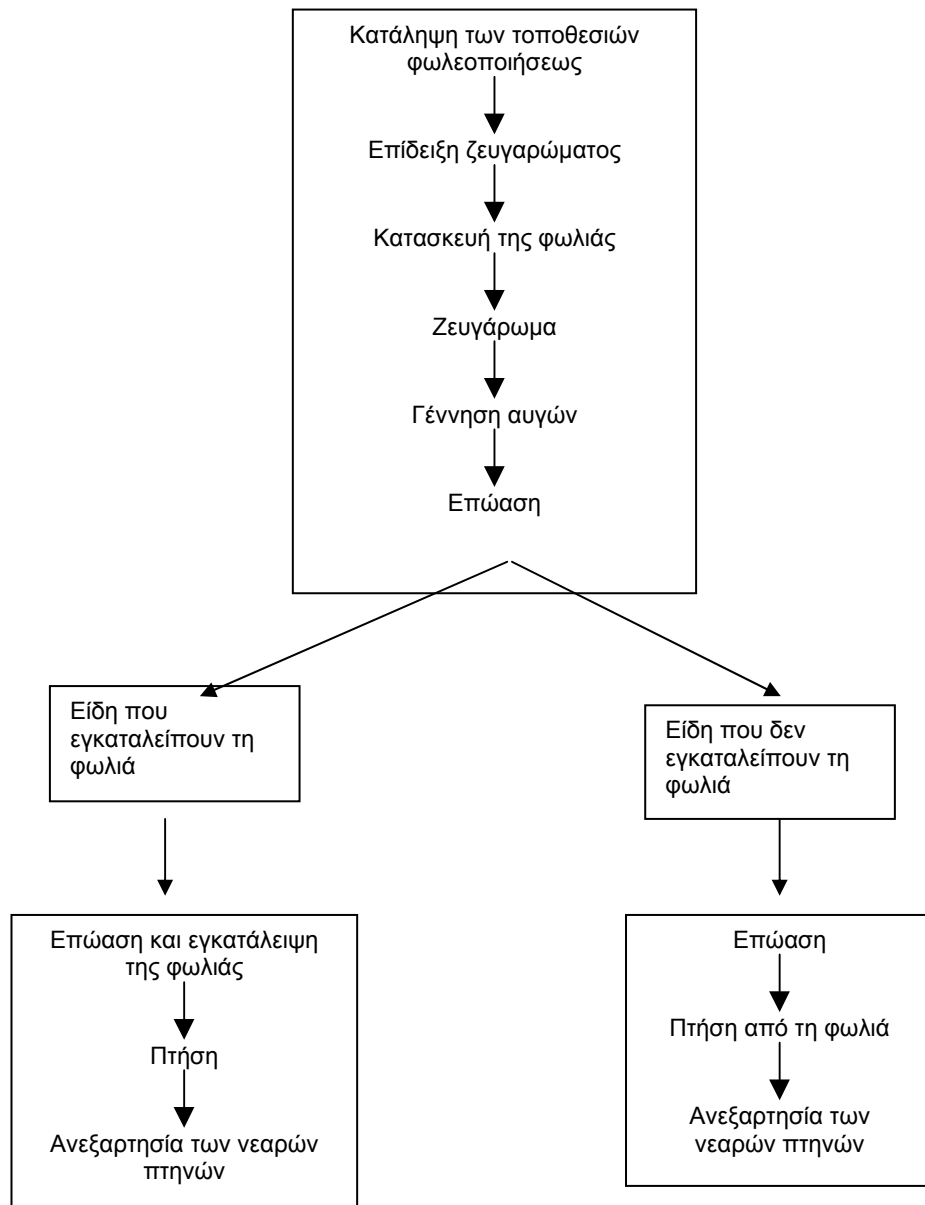 Κατάληψη των τοποθεσιών
φωλεοποιήσεως
Επίδειξη ζευγαρώματος
Κατασκευή της φωλιάς
Ζευγάρωμα
Γέννηση αυγών
Επώαση
Είδη που
εγκαταλείπουν τη
φωλιά
Είδη που δεν
εγκαταλείπουν τη
φωλιά
Επώαση και εγκατάλειψη
της φωλιάς
Πτήση
Ανεξαρτησία των νεαρών
πτηνών
Επώαση
Πτήση από τη φωλιά
Ανεξαρτησία των
νεαρών πτηνών